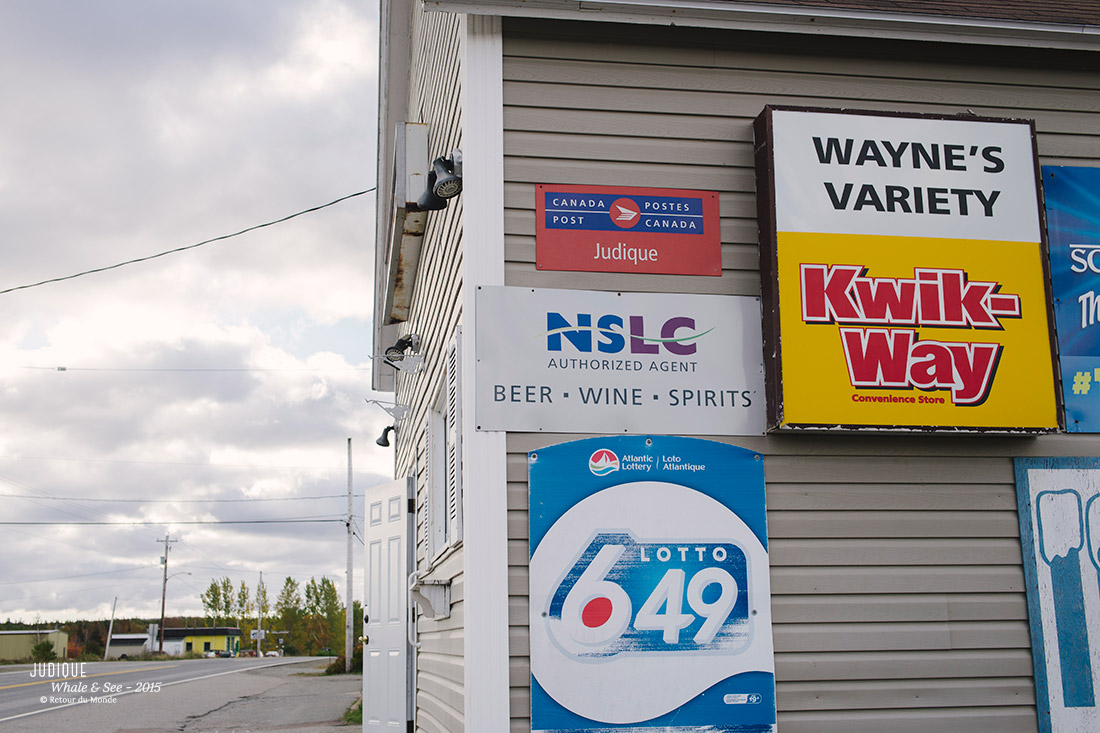 WAYNE'S
VARIETY
Kwik-
Way
Convenience Store
CANADA POST
POSTES CANADA
Judique
NSLC
AUTHORIZED AGENT
BEER ▪ WINE ▪ SPIRITS
Atlantic Lottery
Loto Atlantique
LOTTO
649
JUDIQUE
Whale & See - 2015
© Retour du Monde